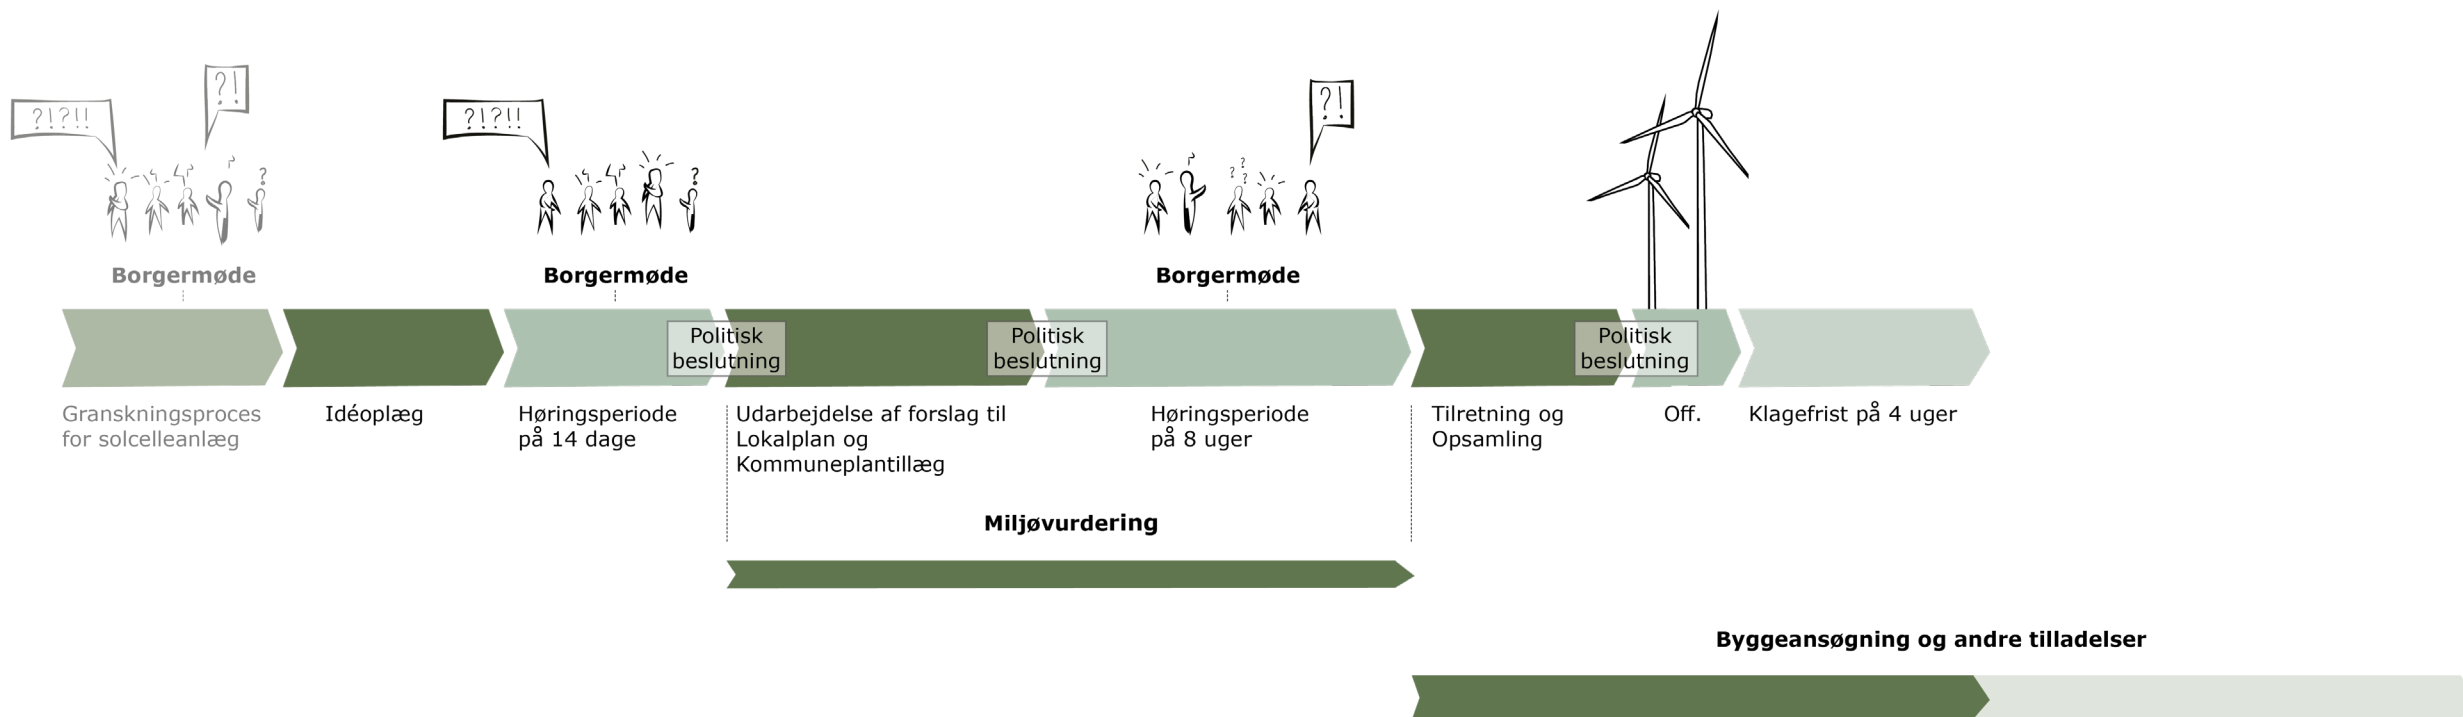 ?!
?!?!!
?!?!!
?!
?
?
?
?
?
Borgermøde
Borgermøde
Borgermøde
Politisk
beslutning
Politisk
beslutning
Politisk
beslutning
Granskningsproces
for solcelleanlæg
Idéoplæg
Høringsperiode
på 14 dage
Udarbejdelse af forslag til
Lokalplan og
Kommuneplantillæg
Høringsperiode
på 8 uger
Tilretning og
Opsamling
Off.
Klagefrist på 4 uger
Miljøvurdering
Byggeansøgning og andre tilladelser